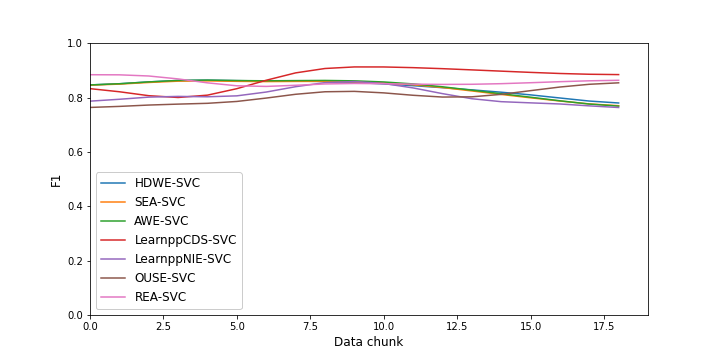 1.0
0.8
0.6
F1
0.4
0.2
0.0
HDWE-SVC
SEA-SVC
AWE-SVC
LearnppCDS-SVC
LearnppNIE-SVC
OUSE-SVC
REA-SVC
0.0 2.5 5.0 7.5 10.0 12.5 15.0 17.5
Data chunk